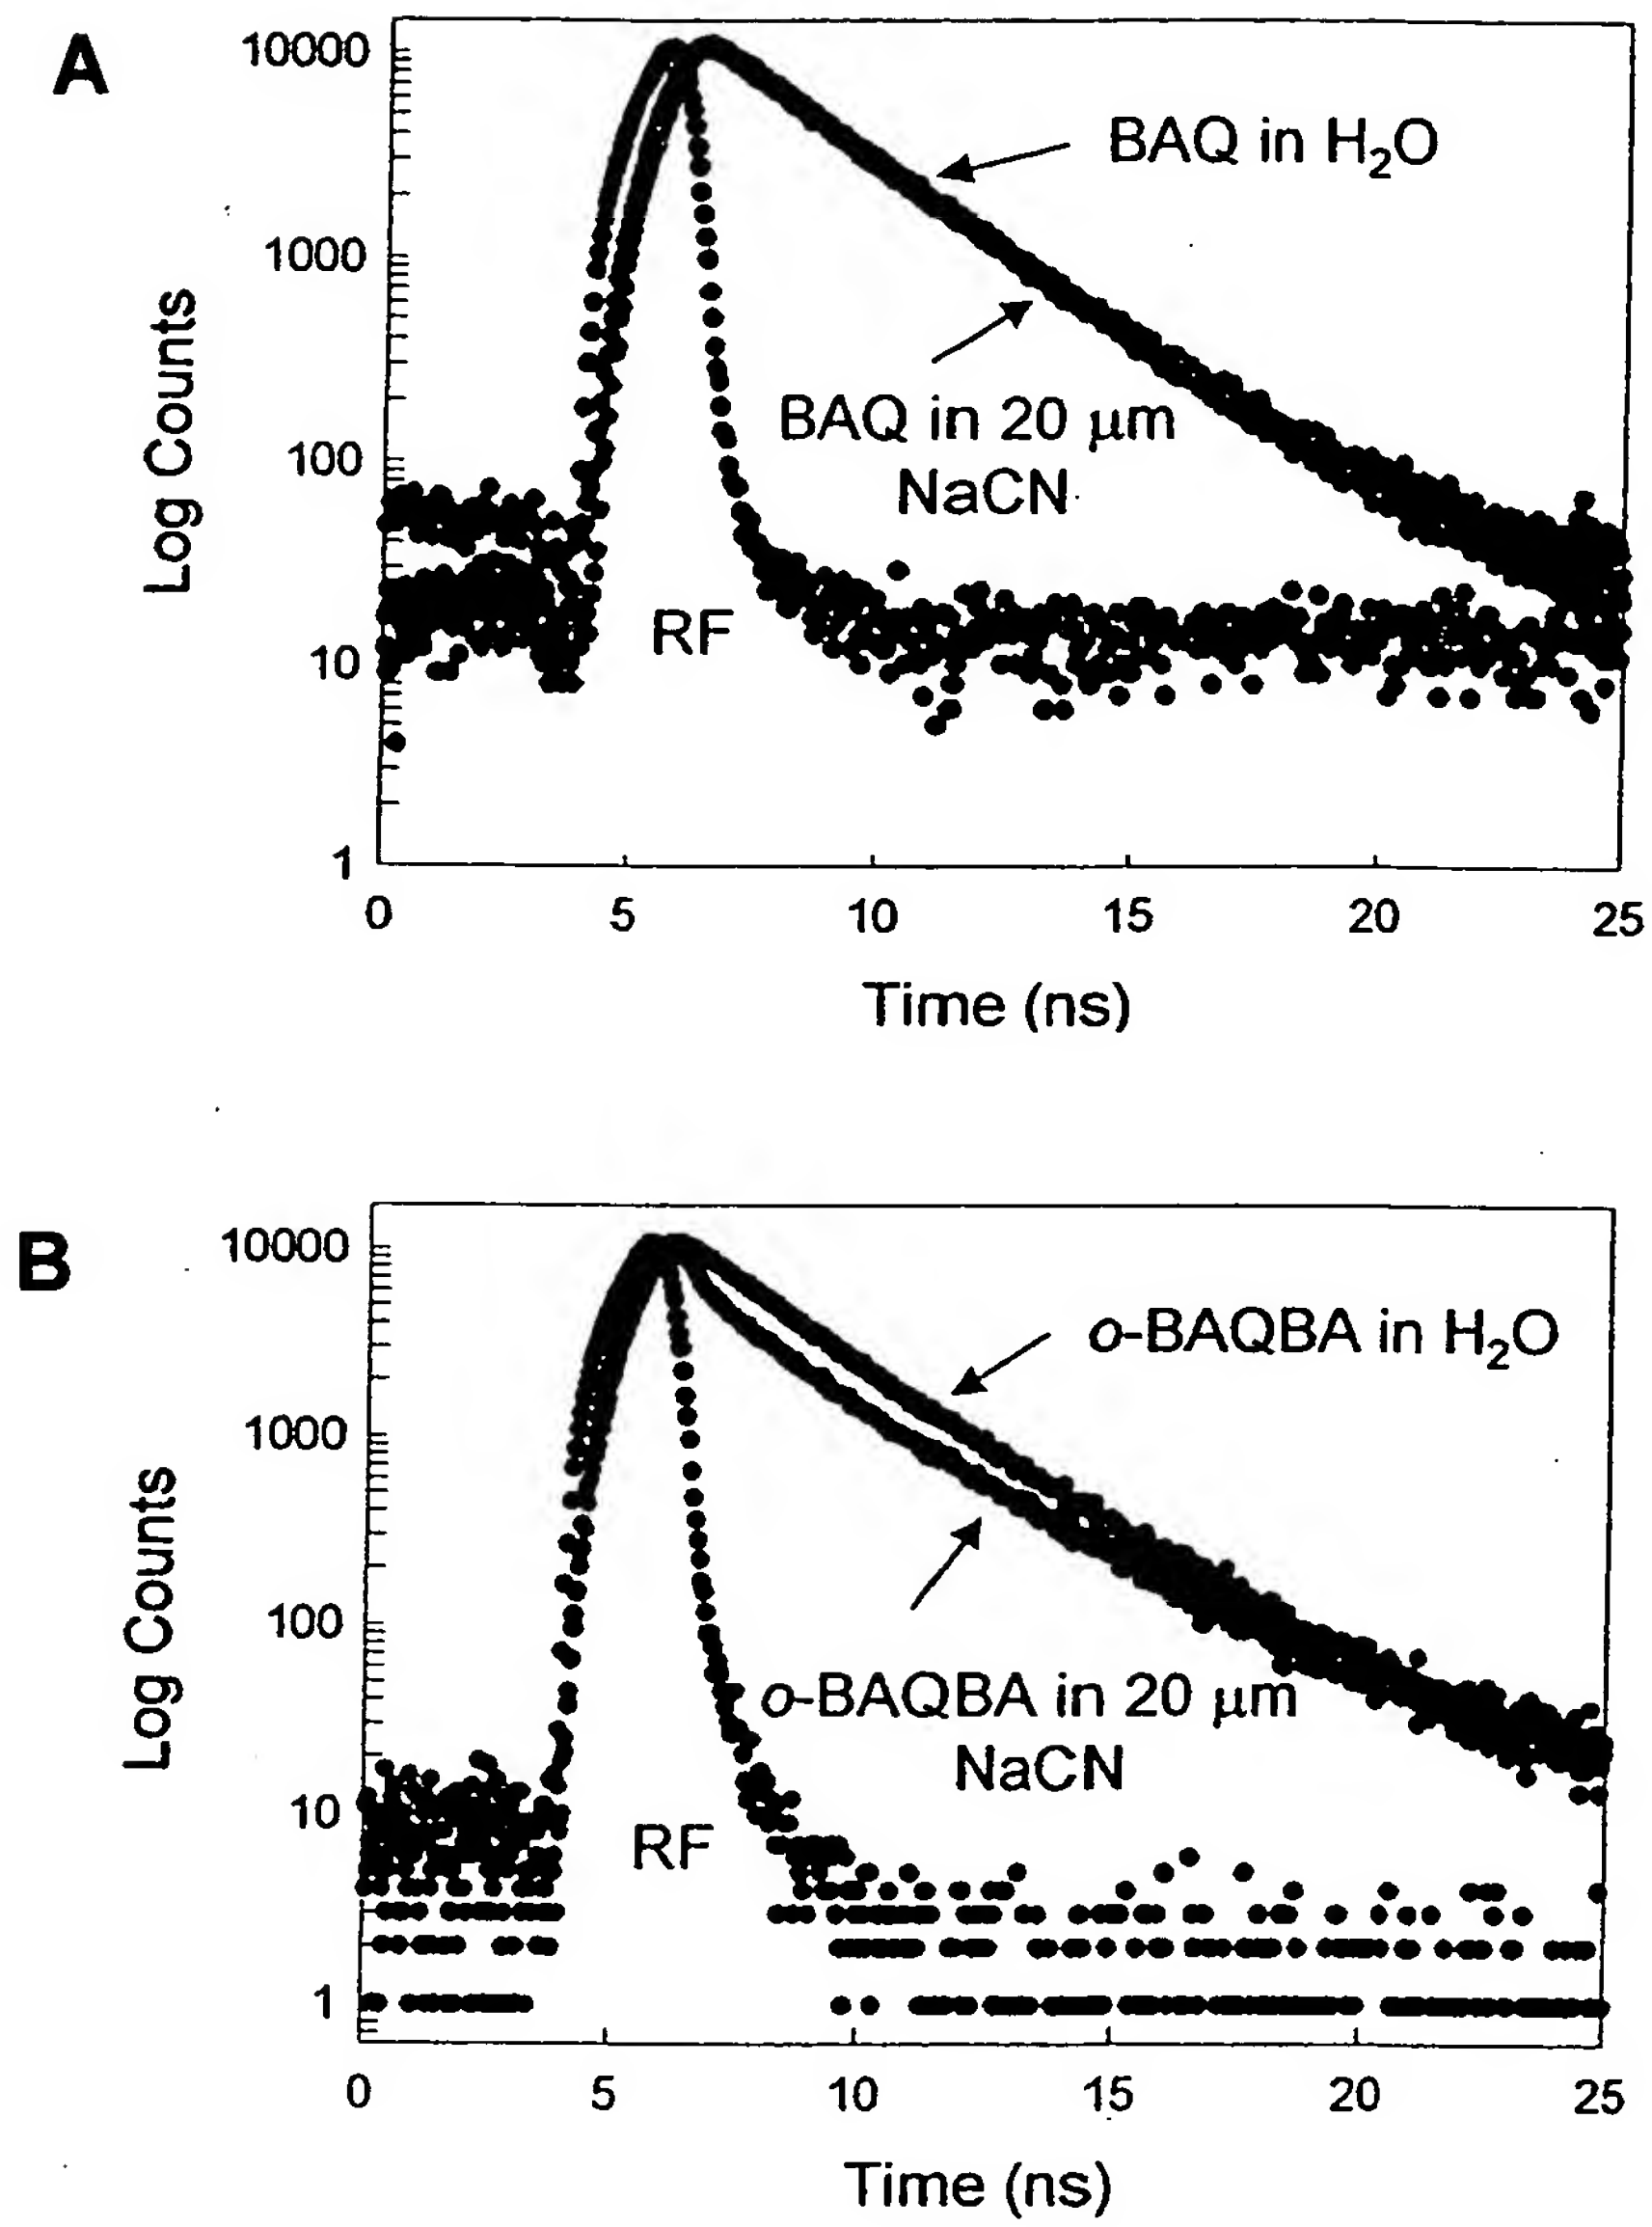 A
10000
1000
100
10
1
Log Counts
BAQ in H₂O
BAQ in 20 μm
NaCN
RF
0 5 10 15 20 25
Time (ns)
B
10000
1000
100
10
1
Log Counts
o-BAQBA in H₂O
o-BAQBA in 20 μm
NaCN
RF
0 5 10 15 20 25
Time (ns)